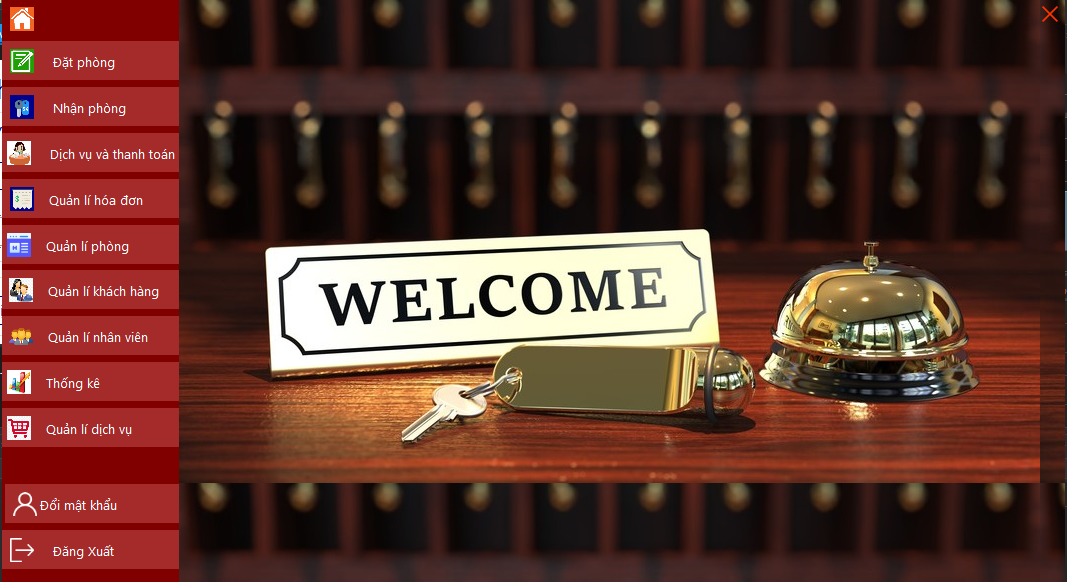 Đặt phòng
Nhận phòng
Dịch vụ và thanh toán
Quản lí hóa đơn
Quản lí phòng
Quản lí khách hàng
Quản lí nhân viên
Thống kê
Quản lí dịch vụ
Đổi mật khẩu
Đăng Xuất
WELCOME